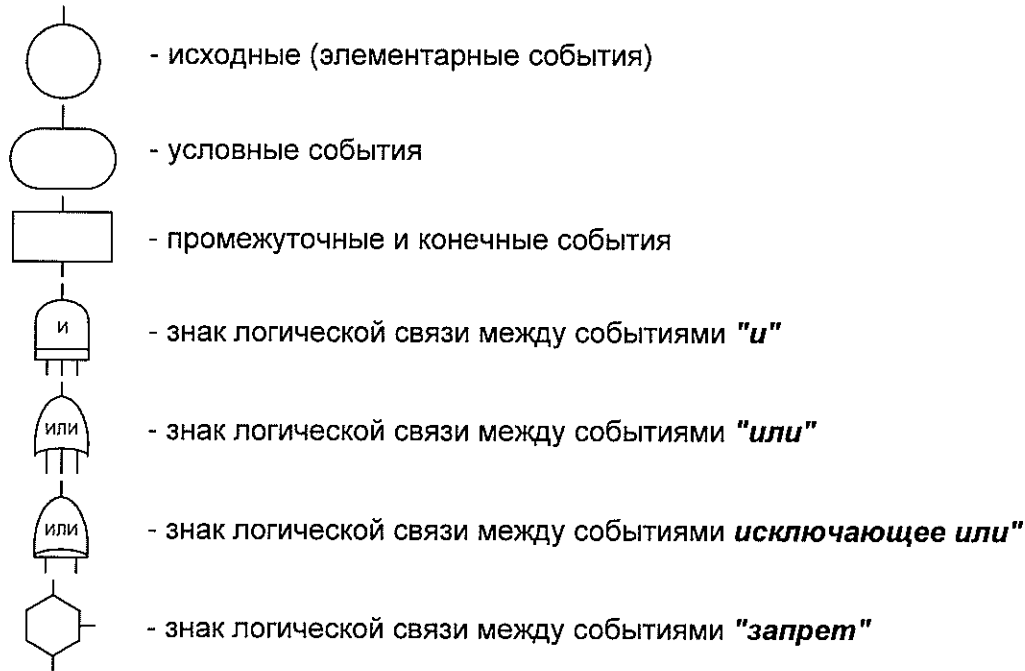 - исходные (элементарные события)
- условные события
- промежуточные и конечные события
и
- знак логической связи между событиями "и"
или
- знак логической связи между событиями "или"
или
- знак логической связи между событиями исключающее или"
- знак логической связи между событиями "запрет"